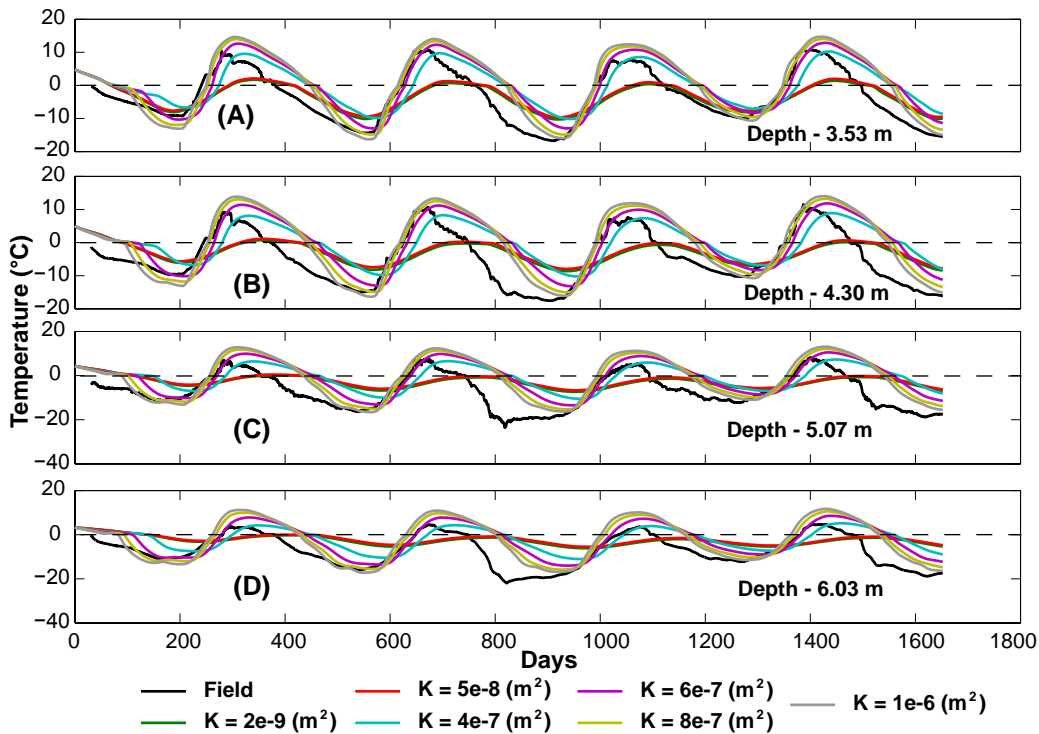 20
10
0
−10
−20
(A)
Depth - 3.53 m
20
10
0
−10
−20
(B)
Depth - 4.30 m
20
0
−20
−40
(C)
Depth - 5.07 m
20
10
0
−20
−40
(D)
Depth - 6.03 m
Temperature (°C)
0 200 400 600 800 1000 1200 1400 1600 1800
Days
Field
K = 2e-9 (m²)
K = 5e-8 (m²)
K = 4e-7 (m²)
K = 6e-7 (m²)
K = 8e-7 (m²)
K = 1e-6 (m²)